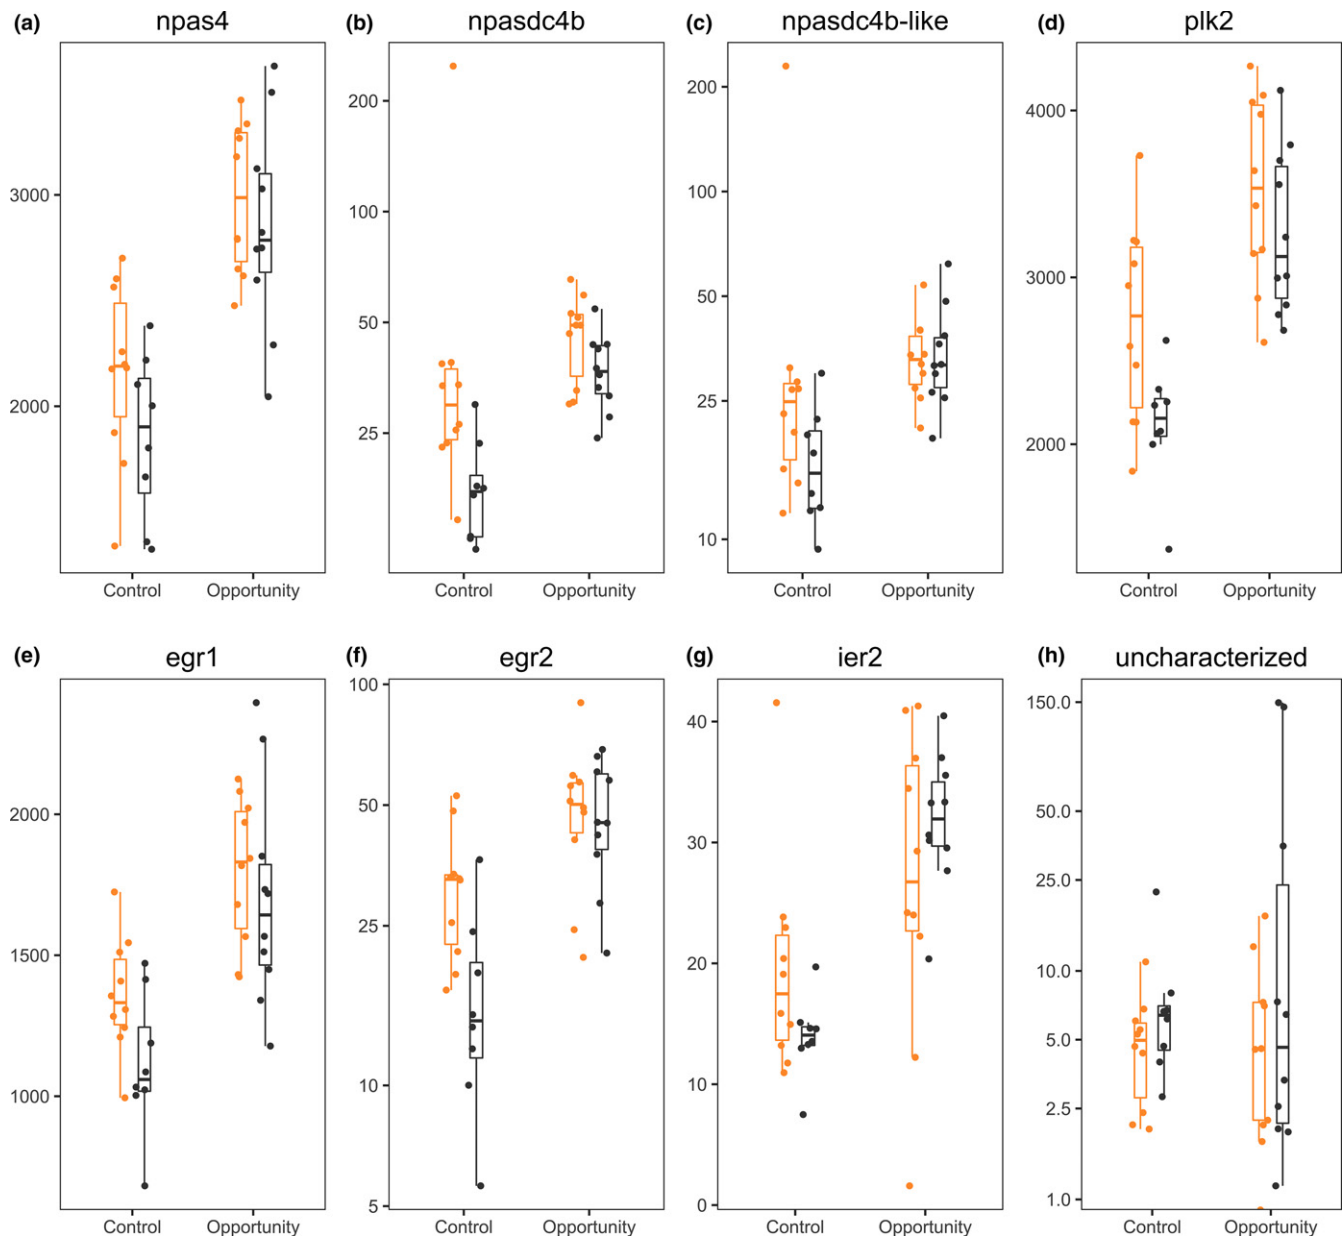 (a) npas4
(b) npasdc4b
(c) npasdc4b-like
(d) plk2
3000
2000
200
100
50
25
200
100
50
25
10
4000
3000
2000
Control Opportunity
Control Opportunity
Control Opportunity
Control Opportunity
(e) egr1
(f) egr2
(g) ier2
(h) uncharacterized
2000
1500
1000
100
50
25
10
5
40
30
20
10
0
150.0
50.0
25.0
10.0
5.0
2.5
1.0
Control Opportunity
Control Opportunity
Control Opportunity
Control Opportunity